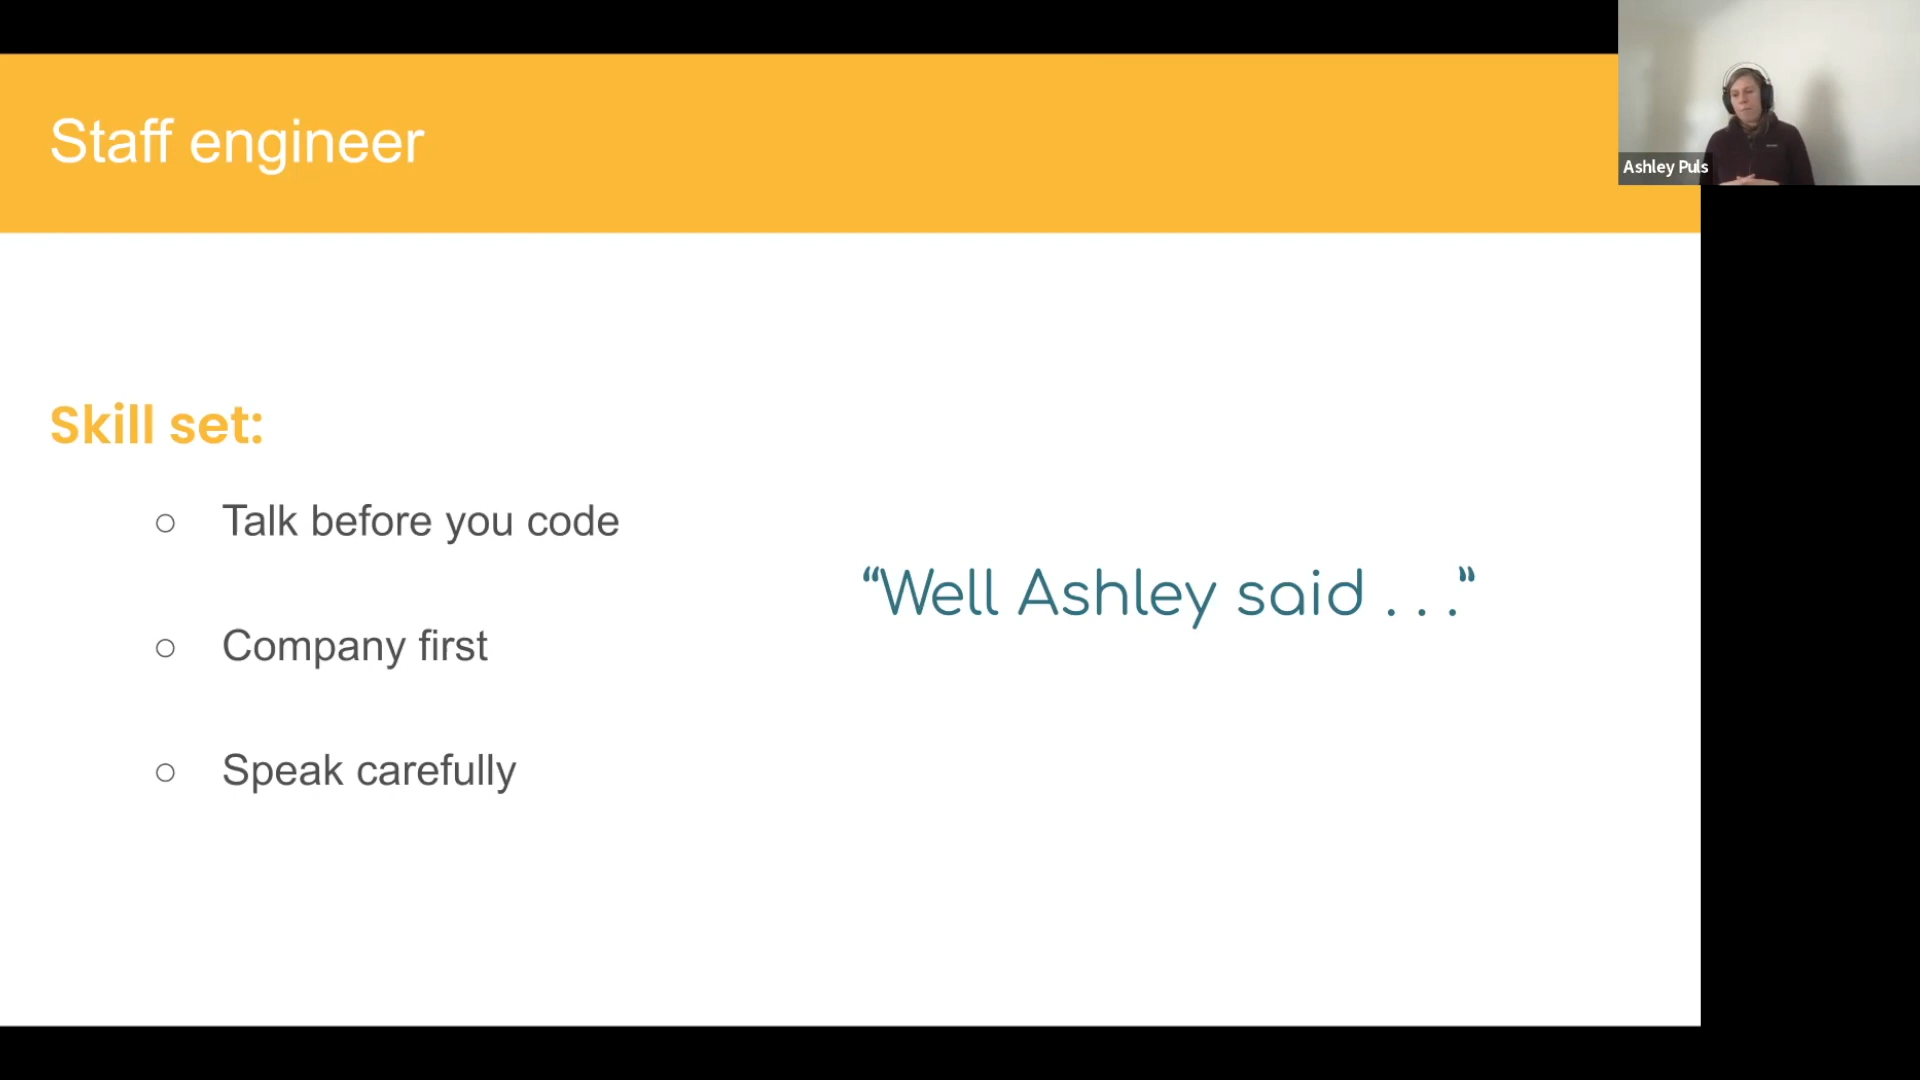 Staff engineer
Ashley Puls
Skill set:
○ Talk before you code
“Well Ashley said . . .”
○ Company first
○ Speak carefully